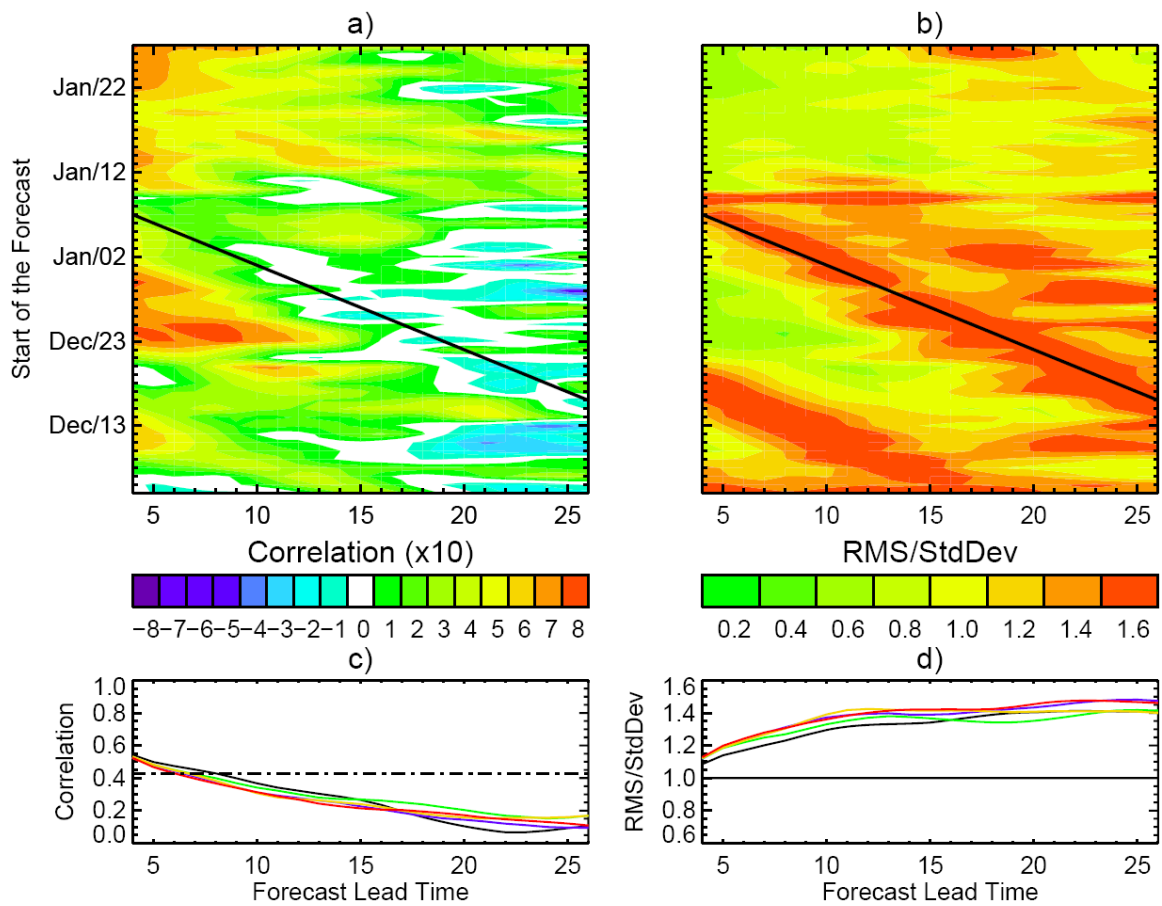 a) b)
Start of the Forecast
Jan/22
Jan/12
Jan/02
Dec/23
Dec/13
5 10 15 20 25
5 10 15 20 25
Correlation (x10)
RMS/StdDev
−8 −7 −6 −5 −4 −3 −2 −1 0 1 2 3 4 5 6 7 8
0.2 0.4 0.6 0.8 1.0 1.2 1.4 1.6
c)
Correlation
1.0
0.8
0.6
0.4
0.2
0.0
5 10 15 20 25
Forecast Lead Time
d)
RMS/StdDev
1.6
1.4
1.2
1.0
0.8
0.6
5 10 15 20 25
Forecast Lead Time